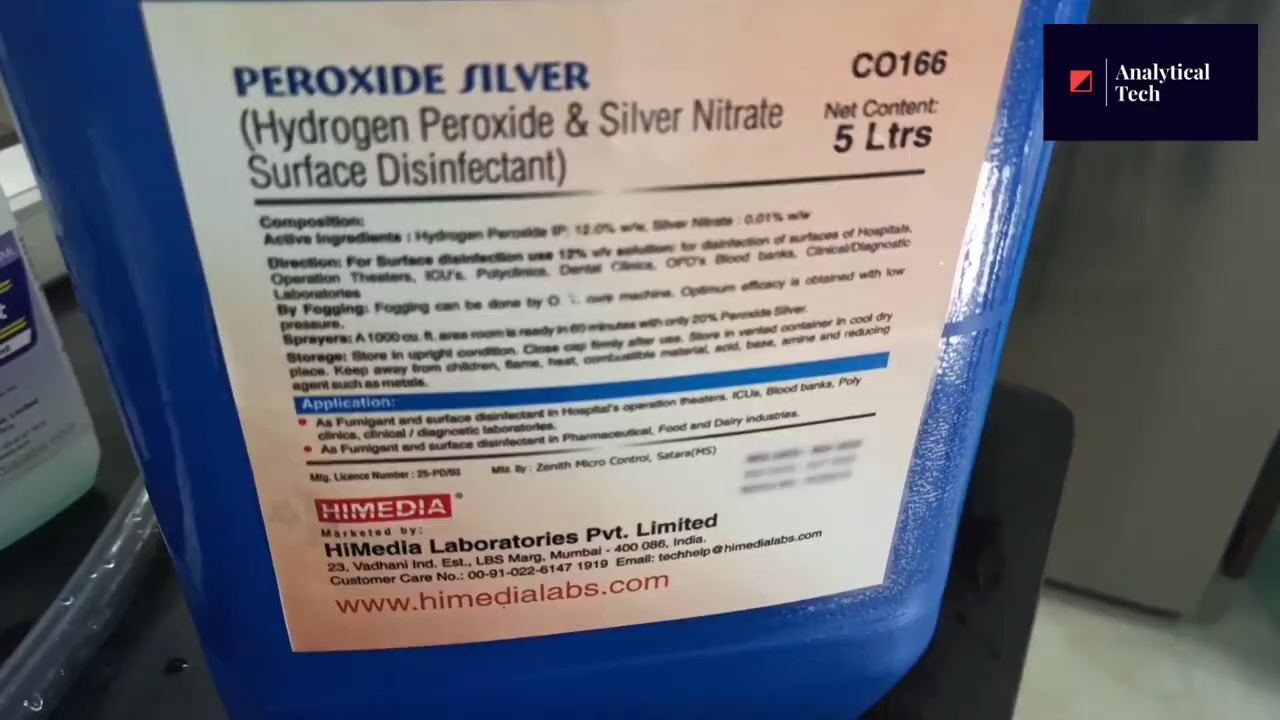 PEROXIDE SILVER
CO166
(Hydrogen Peroxide & Silver Nitrate
Surface Disinfectant)
Net Content:
5 Ltrs
Composition:
Active Ingredients : Hydrogen Peroxide IP: 12.0% w/w, Silver Nitrate : 0.01% w/w
Direction: For Surface disinfection use 12% v/v solution: for disinfection of surfaces of Hospitals,
Operation Theaters, ICU's, Polyclinics, Dental Clinics, OPD's Blood banks, Clinical/Diagnostic
Laboratories
By Fogging: Fogging can be done by machine. Optimum efficacy is obtained with low
pressure.
Sprayers: A 1000 cu. ft. area room is ready in 60 minutes with only 20% Peroxide Silver.
Storage: Store in upright condition. Close cap firmly after use. Store in vented container in cool dry
place. Keep away from children, flame, heat, combustible material, acid, base, amine and reducing
agent such as metals.
Application:
• As Fumigant and surface disinfectant in Hospital's operation theaters. ICUs, Blood banks, Poly
clinics, clinical / diagnostic laboratories.
• As Fumigant and surface disinfectant in Pharmaceutical, Food and Dairy industries.
Mfg. Licence Number : 25-PD/93
Mfd. By : Zenith Micro Control, Satara(MS)
HIMEDIA®
Marketed by:
HiMedia Laboratories Pvt. Limited
23, Vadhani Ind. Est., LBS Marg, Mumbai - 400 086, India.
Customer Care No.: 00-91-022-6147 1919 Email: techhelp@himedialabs.com
www.himedialabs.com
Analytical
Tech